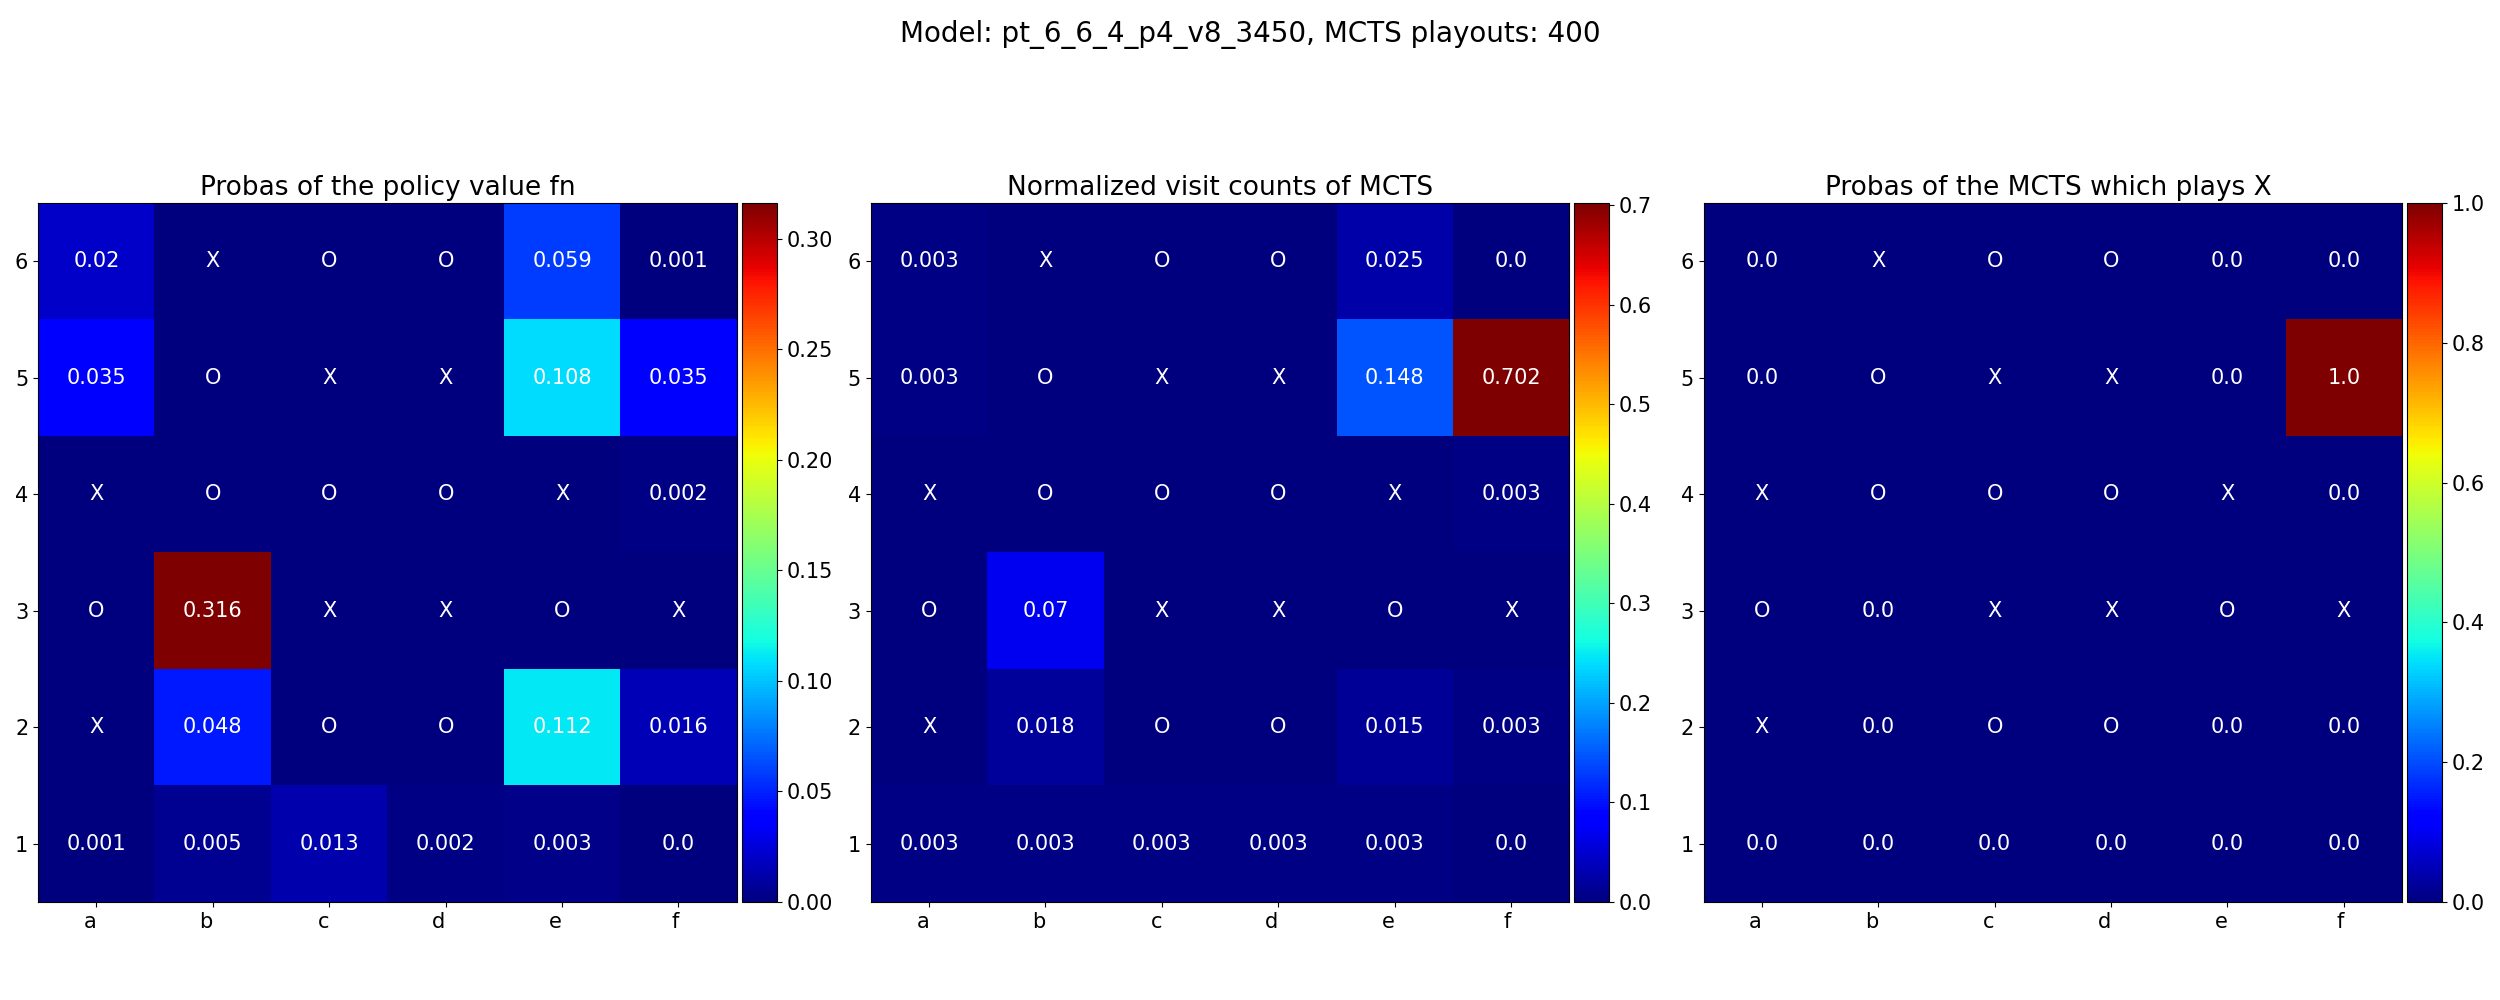 Model: pt_6_6_4_p4_v8_3450, MCTS playouts: 400
Probas of the policy value fn
6 0.02 X O O 0.059 0.001
5 0.035 O X X 0.108 0.035
4 X O O O X 0.002
3 O 0.316 X X O X
2 X 0.048 O O 0.112 0.016
1 0.001 0.005 0.013 0.002 0.003 0.0
a b c d e f
0.30
0.25
0.20
0.15
0.10
0.05
0.00
Normalized visit counts of MCTS
6 0.003 X O O 0.025 0.0
5 0.003 O X X 0.148 0.702
4 X O O O X 0.003
3 O 0.07 X X O X
2 X 0.018 O O 0.015 0.003
1 0.003 0.003 0.003 0.003 0.003 0.0
a b c d e f
0.7
0.6
0.5
0.4
0.3
0.2
0.1
0.0
Probas of the MCTS which plays X
6 0.0 X O O 0.0 0.0
5 0.0 O X X 0.0 1.0
4 X O O O X 0.0
3 O 0.0 X X O X
2 X 0.0 O O 0.0 0.0
1 0.0 0.0 0.0 0.0 0.0 0.0
a b c d e f
1.0
0.8
0.6
0.4
0.2
0.0